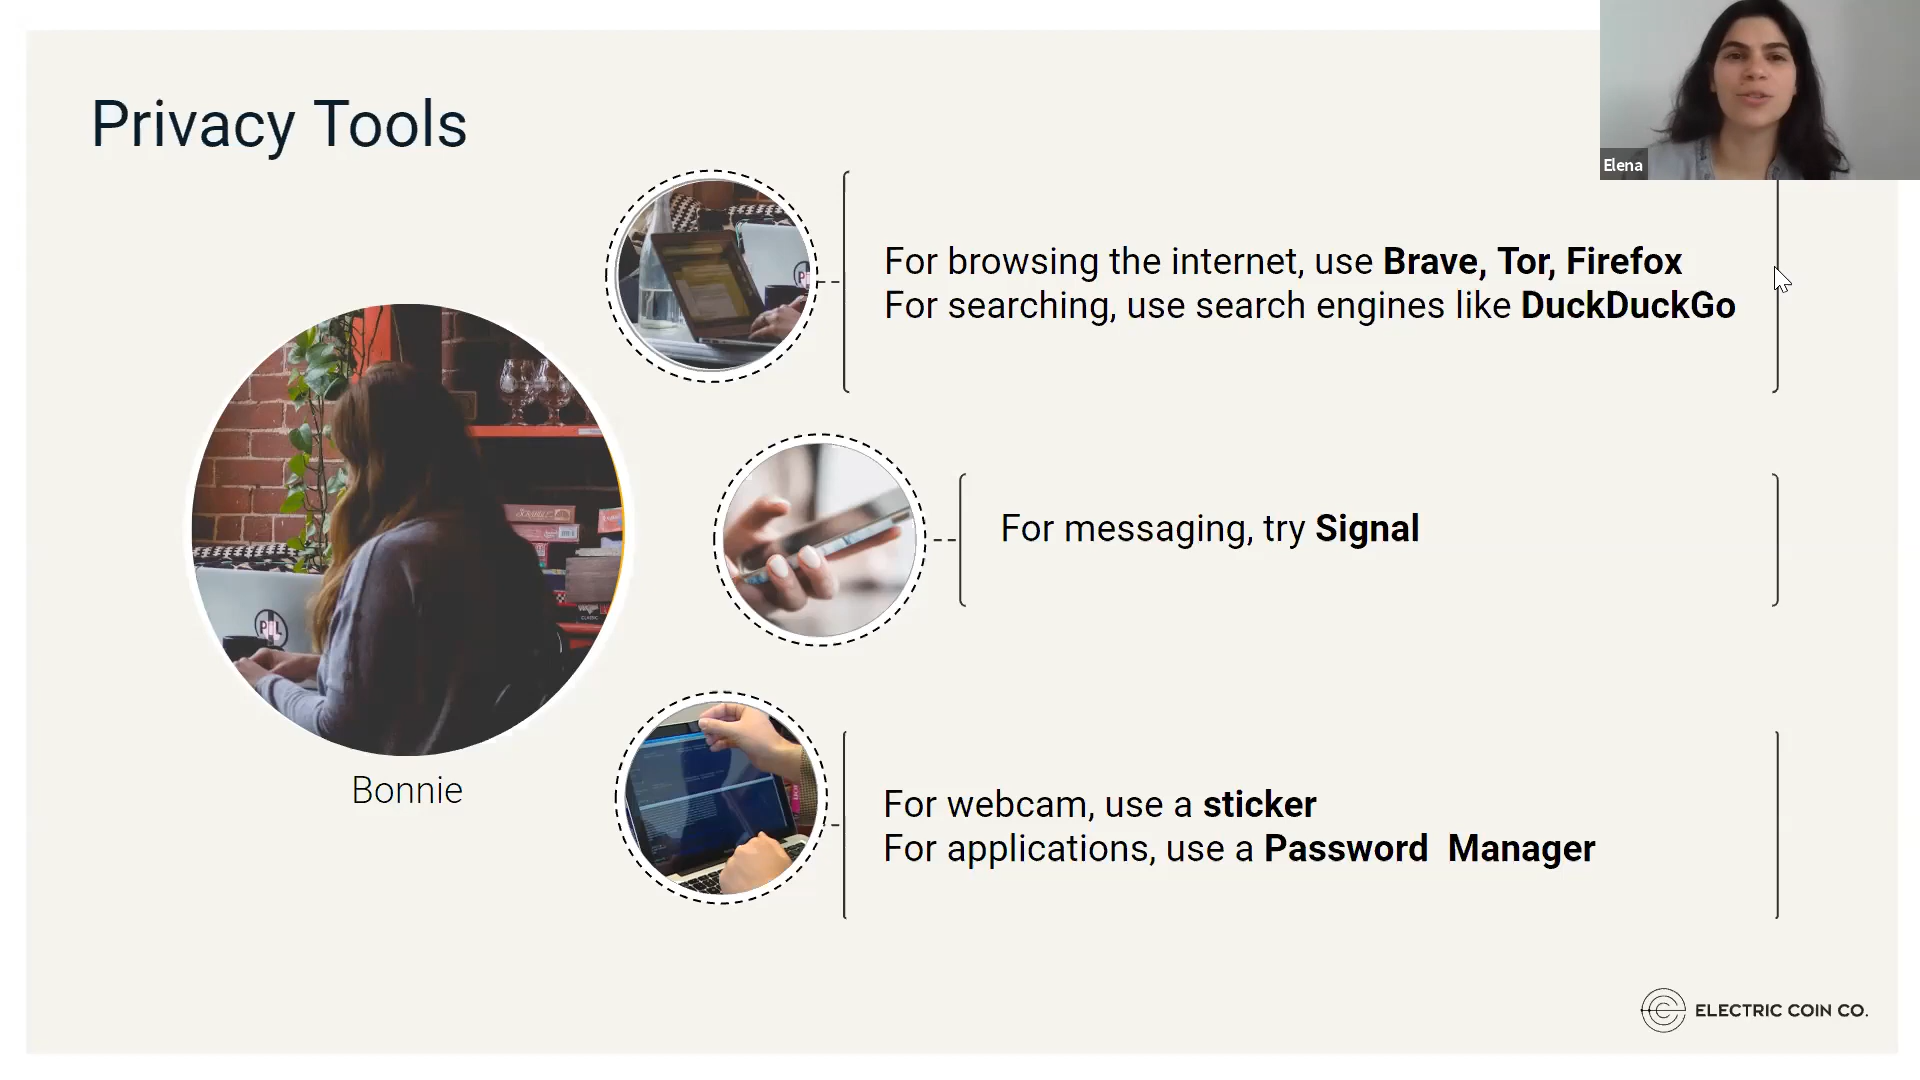 Privacy Tools
Elena
For browsing the internet, use Brave, Tor, Firefox
For searching, use search engines like DuckDuckGo
For messaging, try Signal
SCRABBLE
Bonnie
For webcam, use a sticker
For applications, use a Password Manager
ELECTRIC COIN CO.